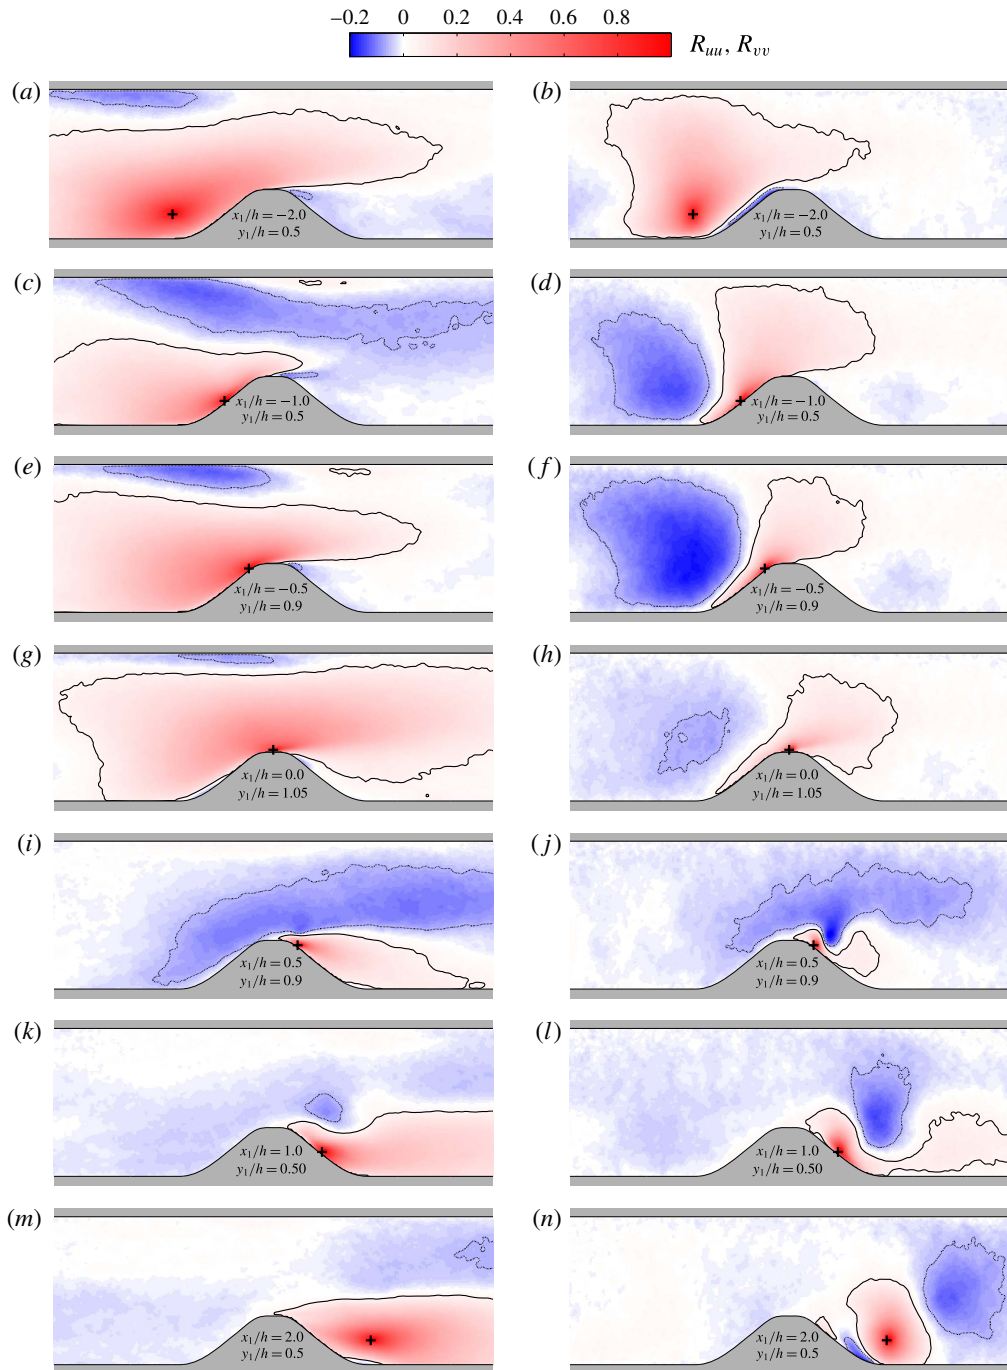 −0.2 0 0.2 0.4 0.6 0.8
R_uu, R_vv
(a) (b)
x₁/h = −2.0 x₁/h = −2.0
y₁/h = 0.5 y₁/h = 0.5
(c) (d)
x₁/h = −1.0 x₁/h = −1.0
y₁/h = 0.5 y₁/h = 0.5
(e) (f)
x₁/h = −0.5 x₁/h = −0.5
y₁/h = 0.9 y₁/h = 0.9
(g) (h)
x₁/h = 0.0 x₁/h = 0.0
y₁/h = 1.05 y₁/h = 1.05
(i) (j)
x₁/h = 0.5 x₁/h = 0.5
y₁/h = 0.9 y₁/h = 0.9
(k) (l)
x₁/h = 1.0 x₁/h = 1.0
y₁/h = 0.50 y₁/h = 0.50
(m) (n)
x₁/h = 2.0 x₁/h = 2.0
y₁/h = 0.5 y₁/h = 0.5